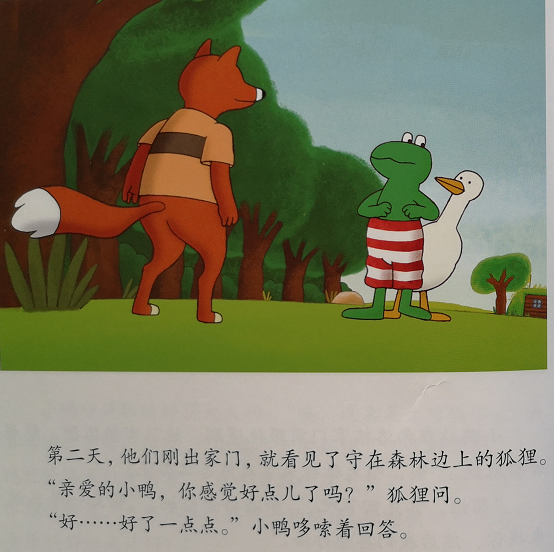 第二天，他们刚出家门，就看见了守在森林边上的狐狸。
“亲爱的小鸭，你感觉好点儿了吗？”狐狸问。
“好……好了一点点。”小鸭哆嗦着回答。